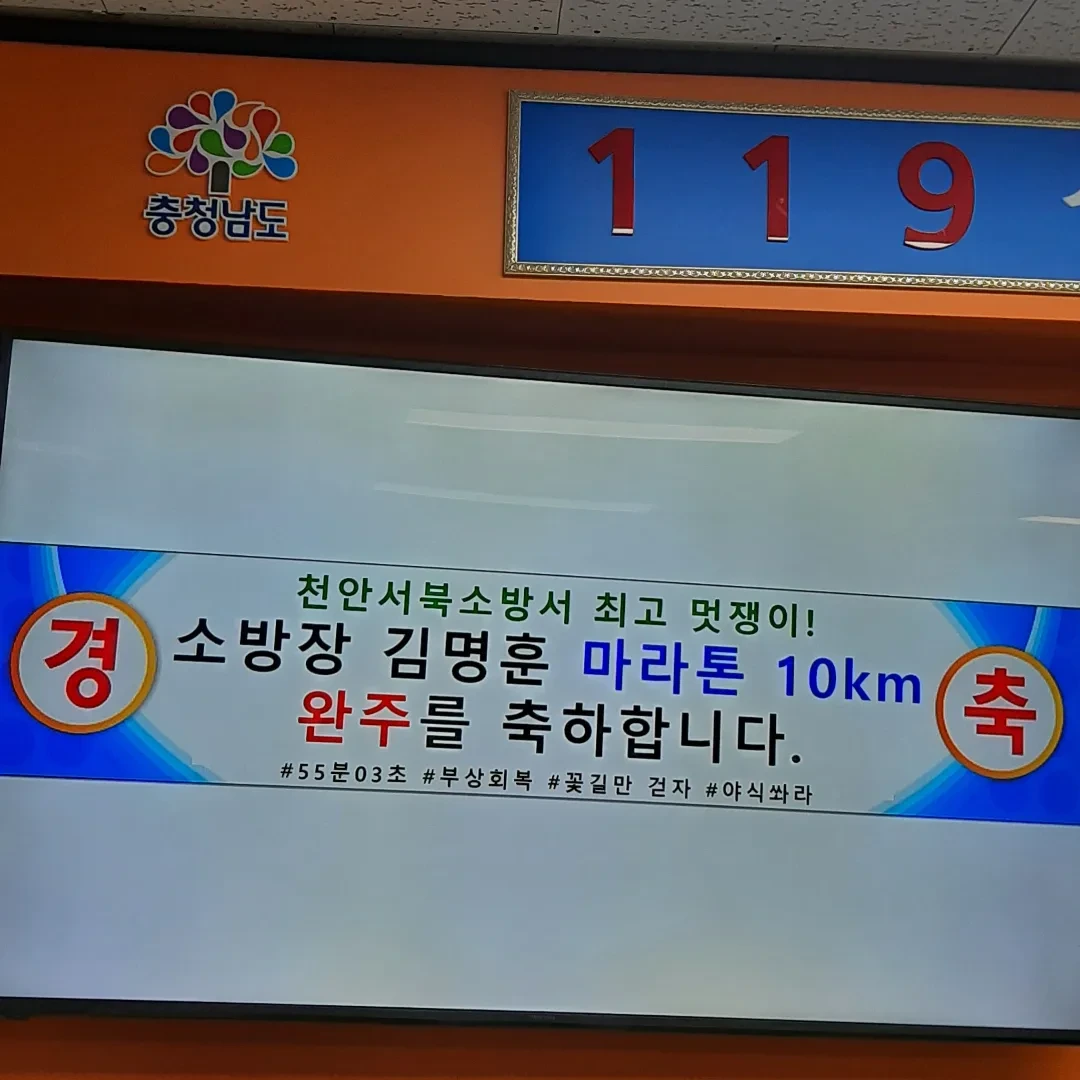 충청남도
119
천안서북소방서 최고 멋쟁이!
경
소방장 김명훈 마라톤 10km
축
완주를 축하합니다.
#55분03초 #부상회복 #꽃길만 걷자 #야식쏴라